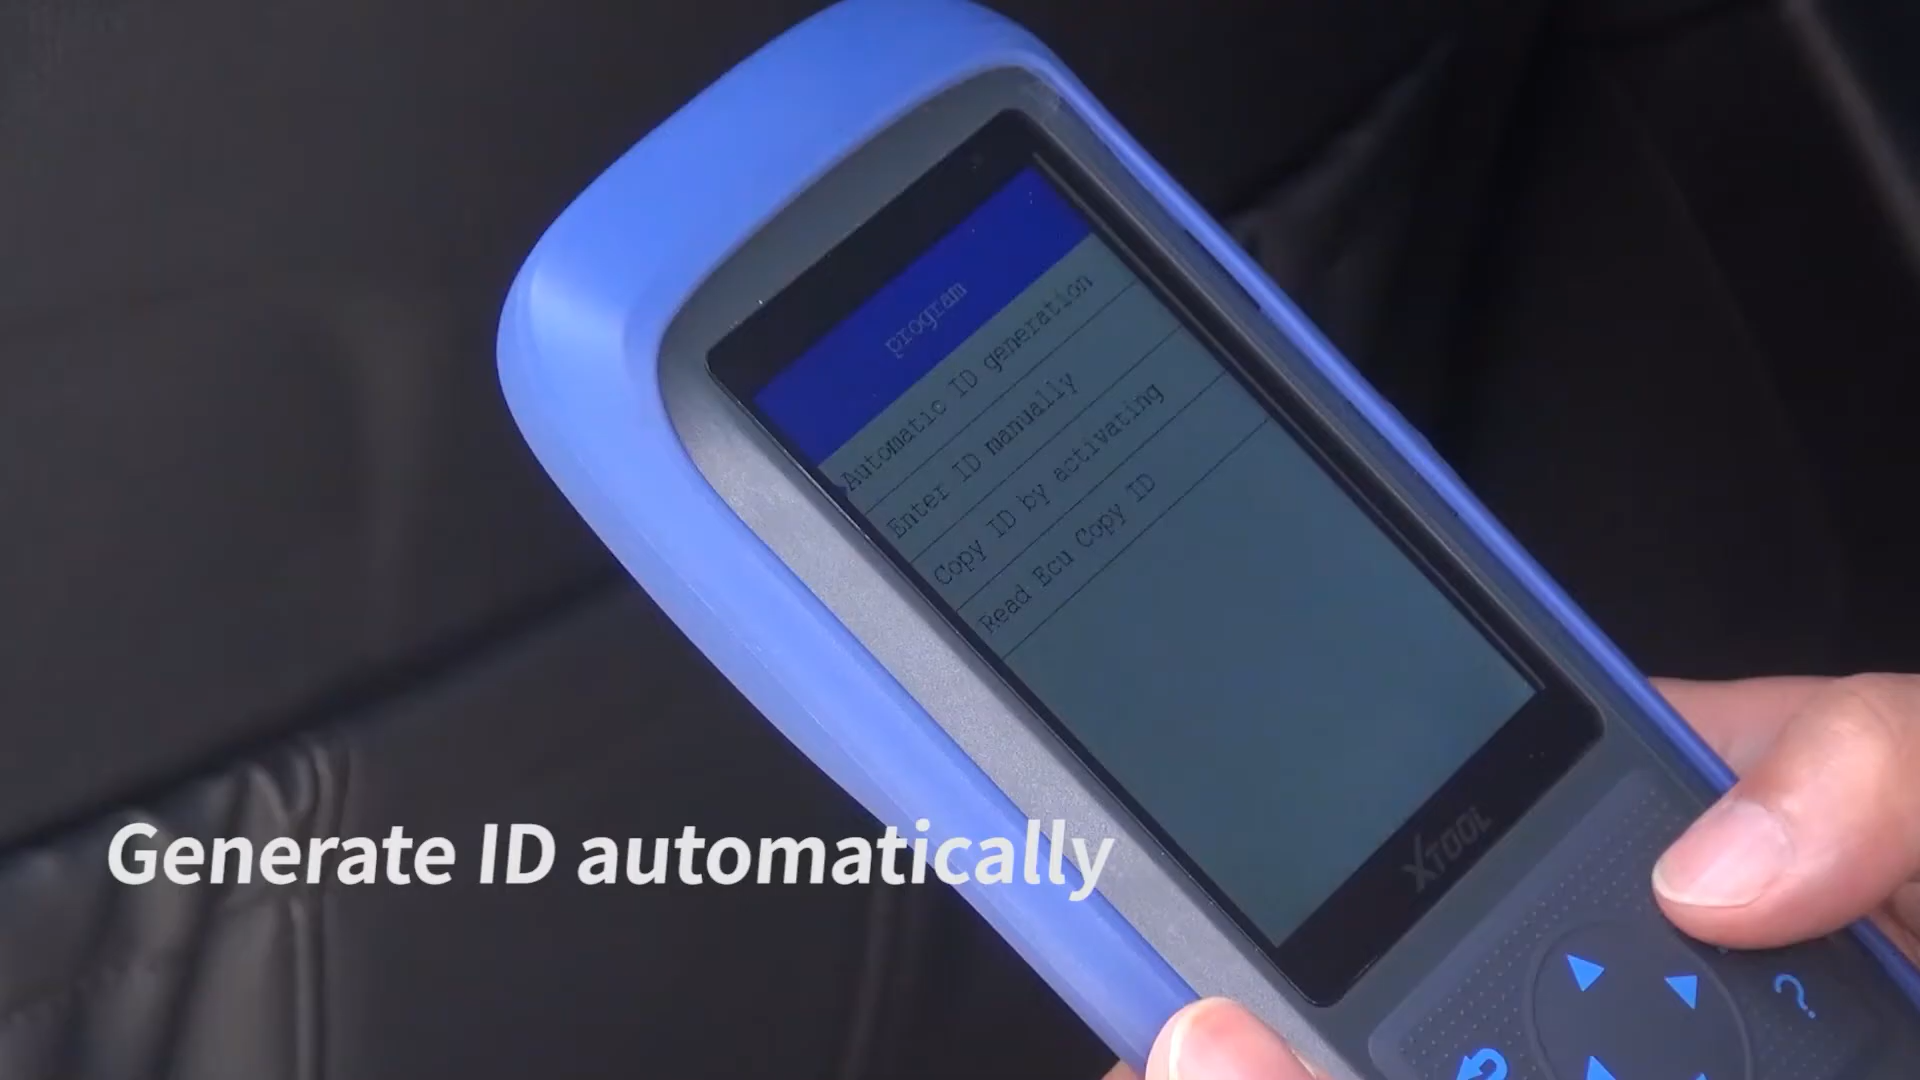 program
Automatic ID generation
Enter ID manually
Copy ID by activating
Read Ecu Copy ID
XTOOL
?
Generate ID automatically